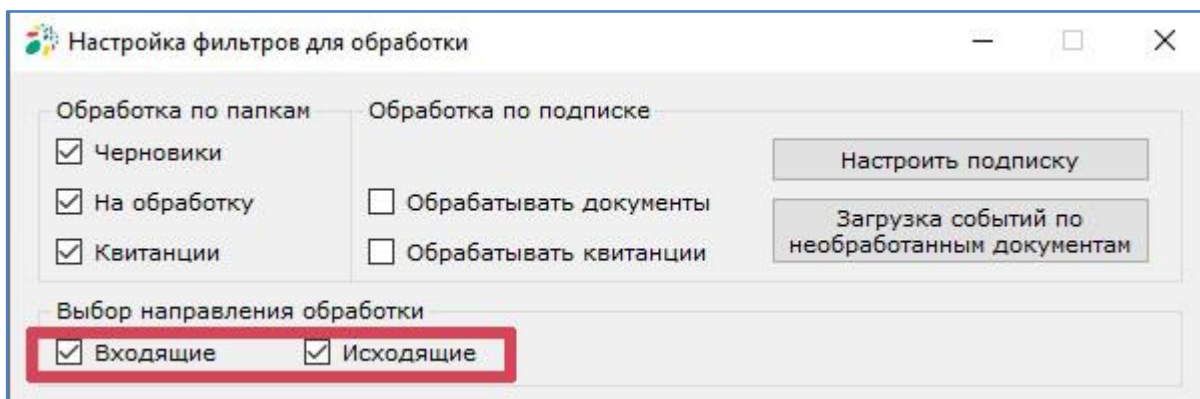 Настройка фильтров для обработки
Обработка по папкам
Черновики
На обработку
Квитанции
Обработка по подписке
Обрабатывать документы
Обрабатывать квитанции
Настроить подписку
Загрузка событий по
необработанным документам
Выбор направления обработки
Входящие Исходящие